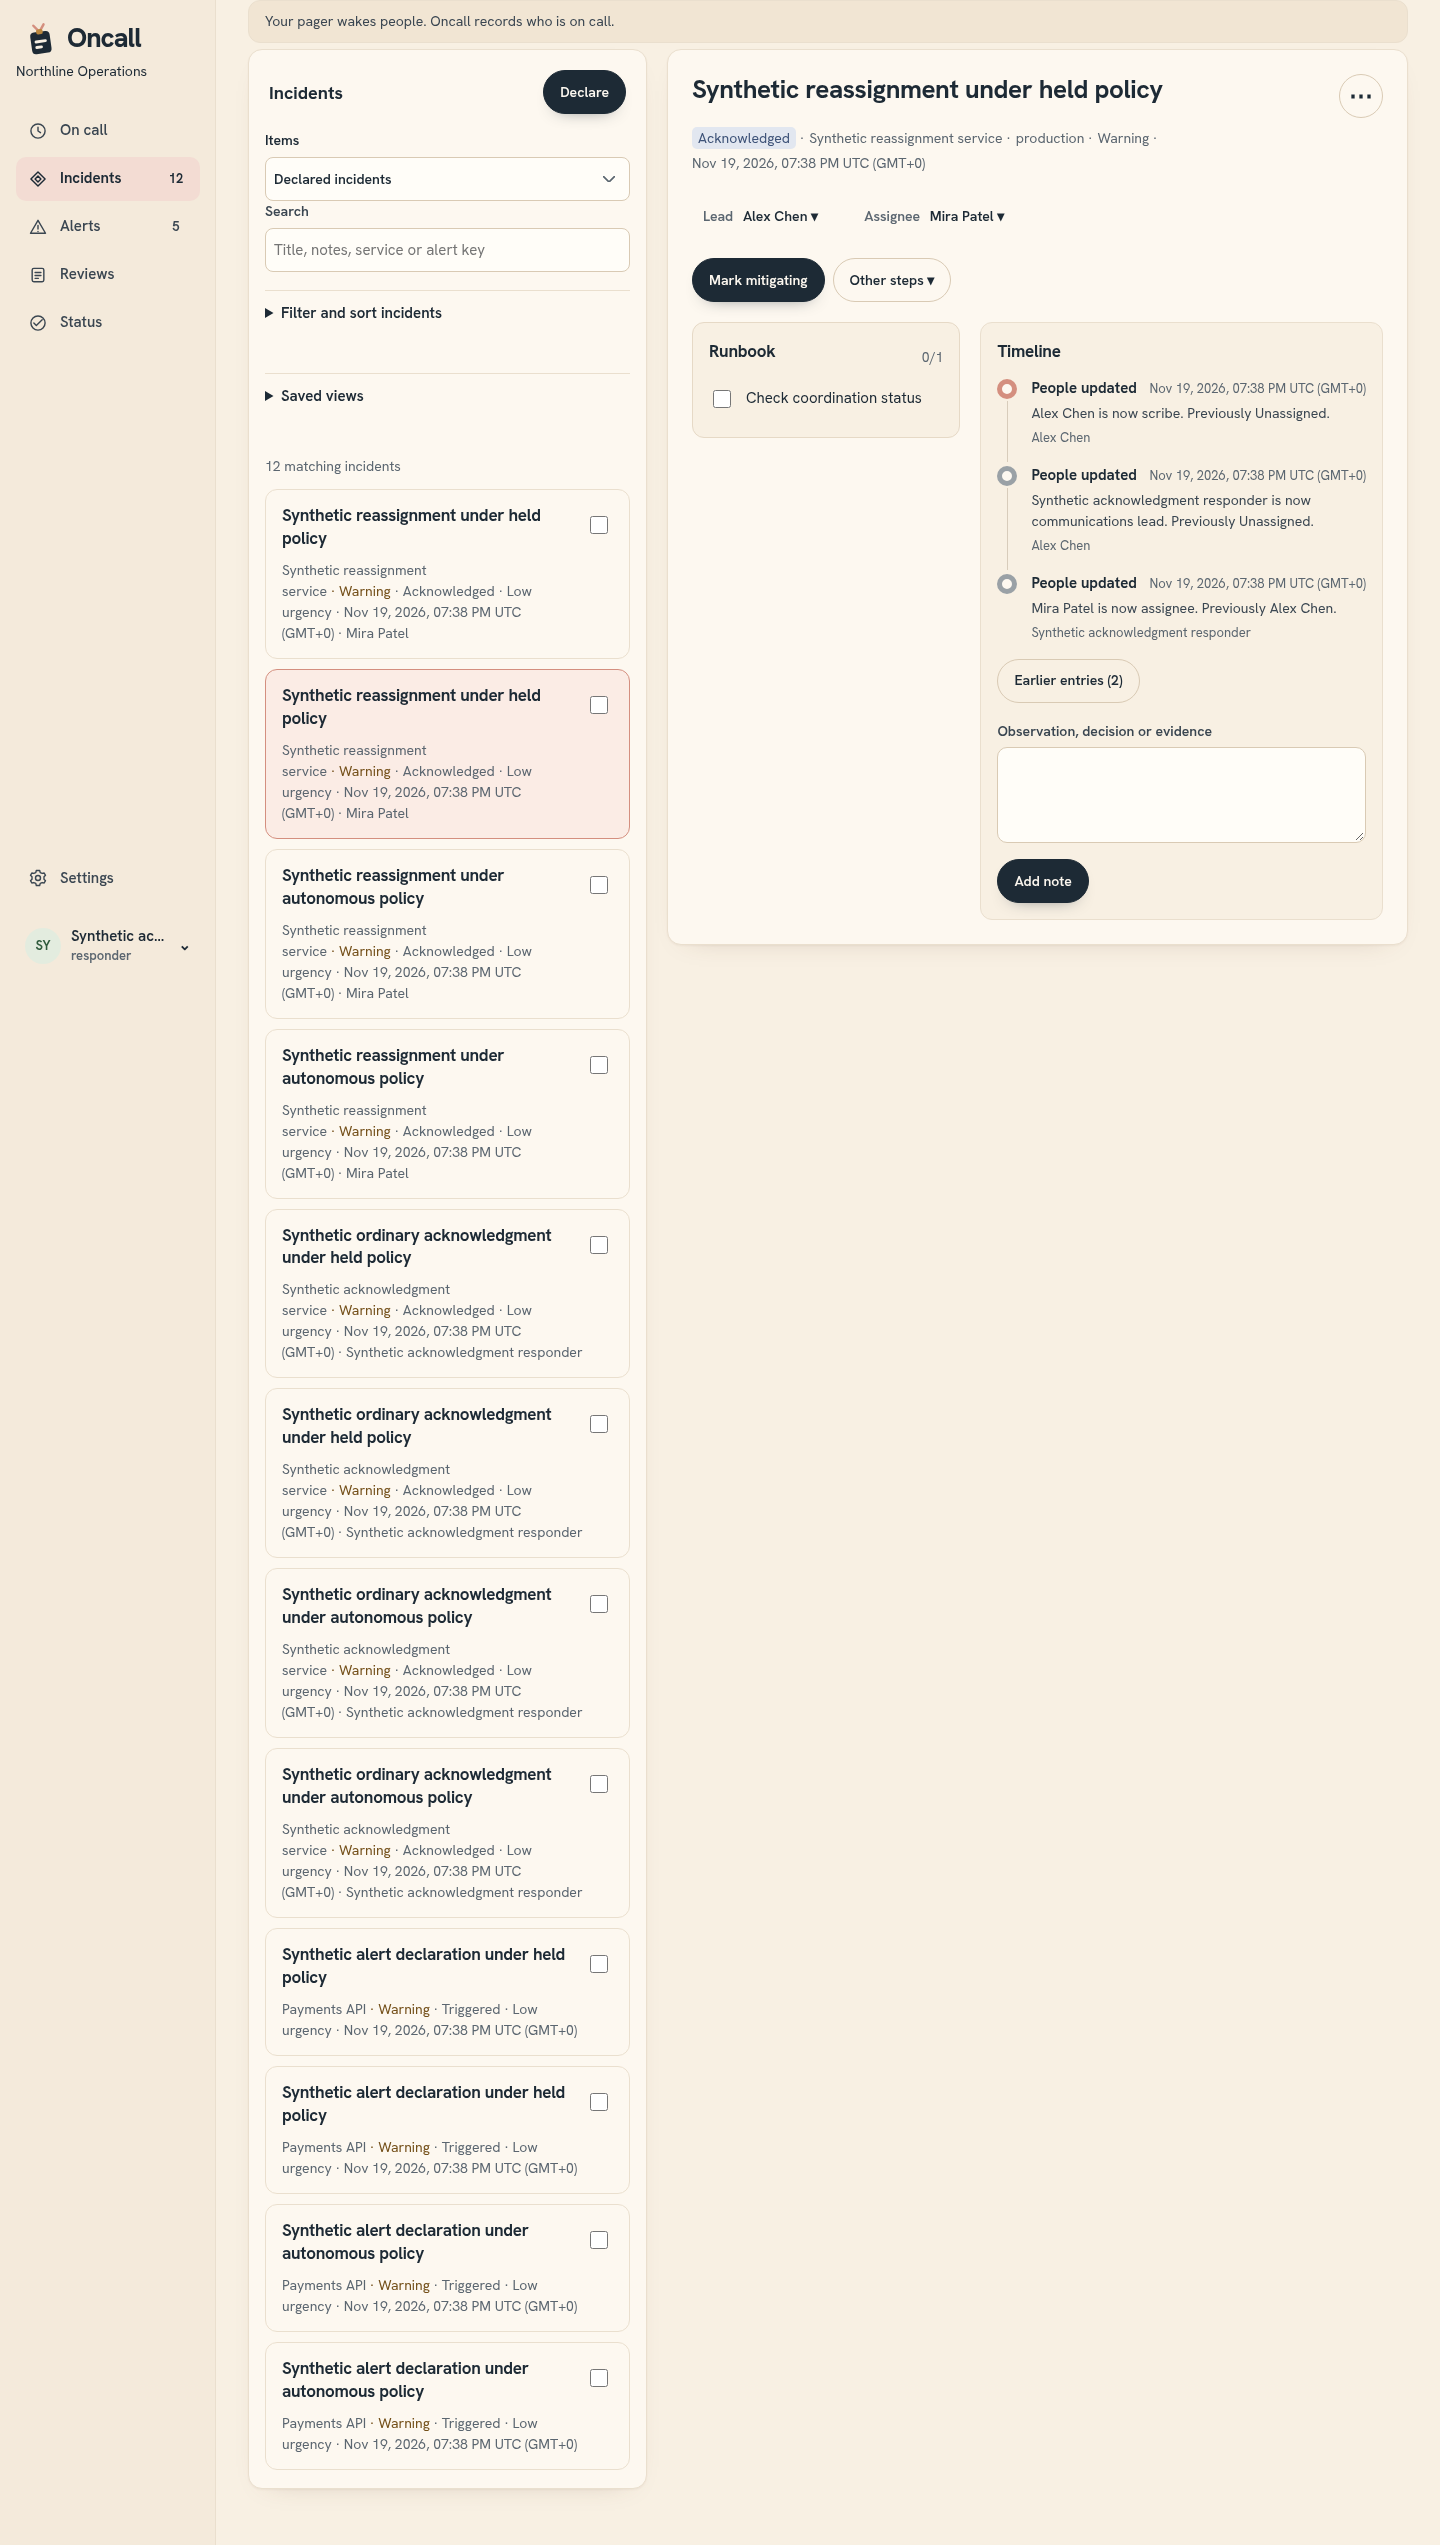 Oncall
Northline Operations
On call
Incidents 12
Alerts 5
Reviews
Status
Settings
SY
Synthetic ac...
responder
Your pager wakes people. Oncall records who is on call.
Incidents
Declare
Items
Declared incidents
Search
Title, notes, service or alert key
Filter and sort incidents
Saved views
12 matching incidents
Synthetic reassignment under held
policy
Synthetic reassignment
service · Warning · Acknowledged · Low
urgency · Nov 19, 2026, 07:38 PM UTC
(GMT+0) · Mira Patel
Synthetic reassignment under held
policy
Synthetic reassignment
service · Warning · Acknowledged · Low
urgency · Nov 19, 2026, 07:38 PM UTC
(GMT+0) · Mira Patel
Synthetic reassignment under
autonomous policy
Synthetic reassignment
service · Warning · Acknowledged · Low
urgency · Nov 19, 2026, 07:38 PM UTC
(GMT+0) · Mira Patel
Synthetic reassignment under
autonomous policy
Synthetic reassignment
service · Warning · Acknowledged · Low
urgency · Nov 19, 2026, 07:38 PM UTC
(GMT+0) · Mira Patel
Synthetic ordinary acknowledgment
under held policy
Synthetic acknowledgment
service · Warning · Acknowledged · Low
urgency · Nov 19, 2026, 07:38 PM UTC
(GMT+0) · Synthetic acknowledgment responder
Synthetic ordinary acknowledgment
under held policy
Synthetic acknowledgment
service · Warning · Acknowledged · Low
urgency · Nov 19, 2026, 07:38 PM UTC
(GMT+0) · Synthetic acknowledgment responder
Synthetic ordinary acknowledgment
under autonomous policy
Synthetic acknowledgment
service · Warning · Acknowledged · Low
urgency · Nov 19, 2026, 07:38 PM UTC
(GMT+0) · Synthetic acknowledgment responder
Synthetic ordinary acknowledgment
under autonomous policy
Synthetic acknowledgment
service · Warning · Acknowledged · Low
urgency · Nov 19, 2026, 07:38 PM UTC
(GMT+0) · Synthetic acknowledgment responder
Synthetic alert declaration under held
policy
Payments API · Warning · Triggered · Low
urgency · Nov 19, 2026, 07:38 PM UTC (GMT+0)
Synthetic alert declaration under held
policy
Payments API · Warning · Triggered · Low
urgency · Nov 19, 2026, 07:38 PM UTC (GMT+0)
Synthetic alert declaration under
autonomous policy
Payments API · Warning · Triggered · Low
urgency · Nov 19, 2026, 07:38 PM UTC (GMT+0)
Synthetic alert declaration under
autonomous policy
Payments API · Warning · Triggered · Low
urgency · Nov 19, 2026, 07:38 PM UTC (GMT+0)
Synthetic reassignment under held policy
Acknowledged · Synthetic reassignment service · production · Warning ·
Nov 19, 2026, 07:38 PM UTC (GMT+0)
Lead Alex Chen ▾ Assignee Mira Patel ▾
Mark mitigating
Other steps ▾
Runbook 0/1
Check coordination status
Timeline
People updated Nov 19, 2026, 07:38 PM UTC (GMT+0)
Alex Chen is now scribe. Previously Unassigned.
Alex Chen
People updated Nov 19, 2026, 07:38 PM UTC (GMT+0)
Synthetic acknowledgment responder is now
communications lead. Previously Unassigned.
Alex Chen
People updated Nov 19, 2026, 07:38 PM UTC (GMT+0)
Mira Patel is now assignee. Previously Alex Chen.
Synthetic acknowledgment responder
Earlier entries (2)
Observation, decision or evidence
Add note